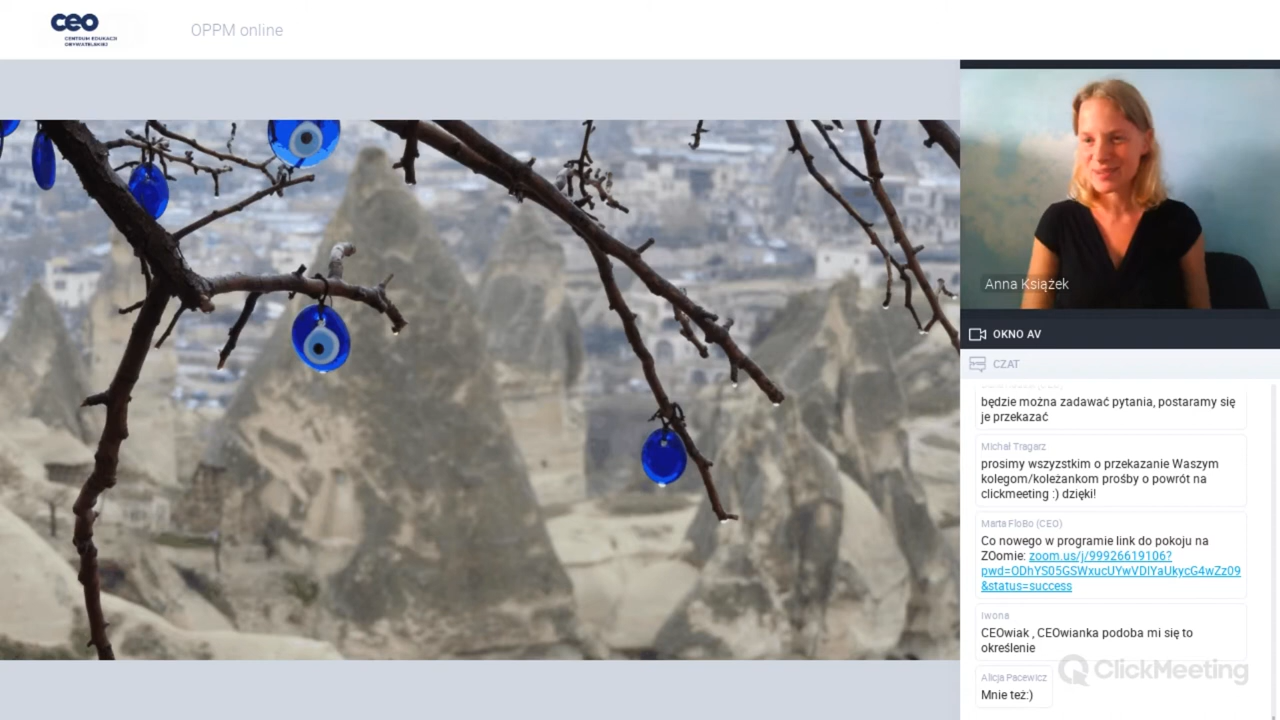 ceo
CENTRUM EDUKACJI
OBYWATELSKIEJ
OPPM online
Anna Książek
OKNO AV
CZAT
będzie można zadawać pytania, postaramy się
je przekazać
Michał Tragarz
prosimy wszyzstkim o przekazanie Waszym
kolegom/koleżankom prośby o powrót na
clickmeeting :) dzięki!
Marta FloBo (CEO)
Co nowego w programie link do pokoju na
ZOomie: zoom.us/j/99926619106?
pwd=ODhYS05GSWxucUYwVDlYaUkycG4wZz09
&status=success
Iwona
CEOwiak , CEOwianka podoba mi się to
określenie
ClickMeeting
Alicja Pacewicz
Mnie też:)